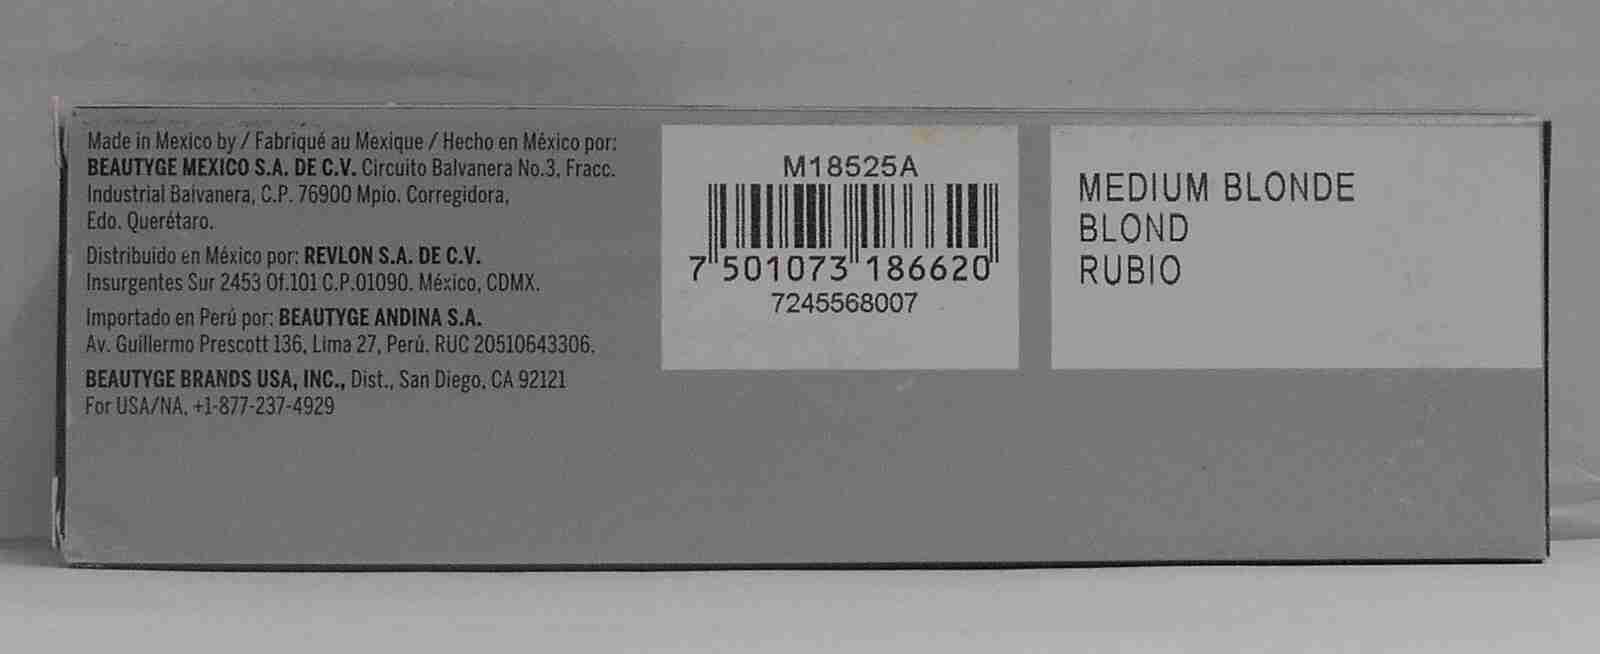 Made in Mexico by / Fabriqué au Mexique / Hecho en México por:
BEAUTYGE MEXICO S.A. DE C.V. Circuito Balvanera No.3, Fracc.
Industrial Balvanera, C.P. 76900 Mpio. Corregidora,
Edo. Querétaro.
Distribuido en México por: REVLON S.A. DE C.V.
Insurgentes Sur 2453 Of.101 C.P.01090. México, CDMX.
Importado en Perú por: BEAUTYGE ANDINA S.A.
Av. Guillermo Prescott 136, Lima 27, Perú. RUC 20510643306.
BEAUTYGE BRANDS USA, INC., Dist., San Diego, CA 92121
For USA/NA, +1-877-237-4929
M18525A
7 501073 186620
7245568007
MEDIUM BLONDE
BLOND
RUBIO